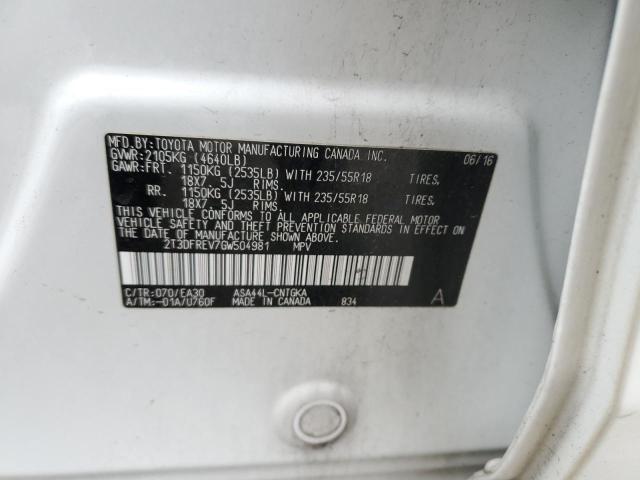 MFD.BY:TOYOTA MOTOR MANUFACTURING CANADA INC. 06/16
GVWR:2105KG (4640LB)
GAWR:FRT. 1150KG (2535LB) WITH 235/55R18 TIRES.
18X7. 5J RIMS.
RR. 1150KG (2535LB) WITH 235/55R18 TIRES.
18X7. 5J RIMS.
THIS VEHICLE CONFORMS TO ALL APPLICABLE FEDERAL MOTOR
VEHICLE SAFETY AND THEFT PREVENTION STANDARDS IN EFFECT
ON THE DATE OF MANUFACTURE SHOWN ABOVE.
2T3DFREV7GW504981 MPV
C/TR:070/EA30 ASA44L-CNTGKA A
A/TM:-01A/U760F MADE IN CANADA 834